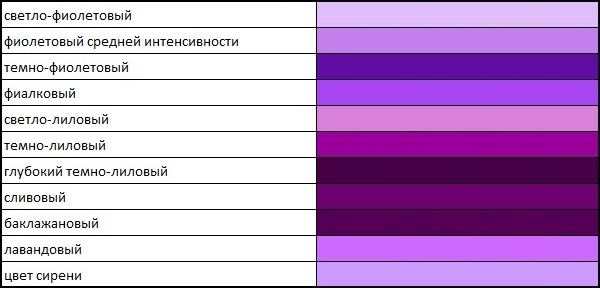 светло-фиолетовый
фиолетовый средней интенсивности
темно-фиолетовый
фиалковый
светло-лиловый
темно-лиловый
глубокий темно-лиловый
сливовый
баклажановый
лавандовый
цвет сирени